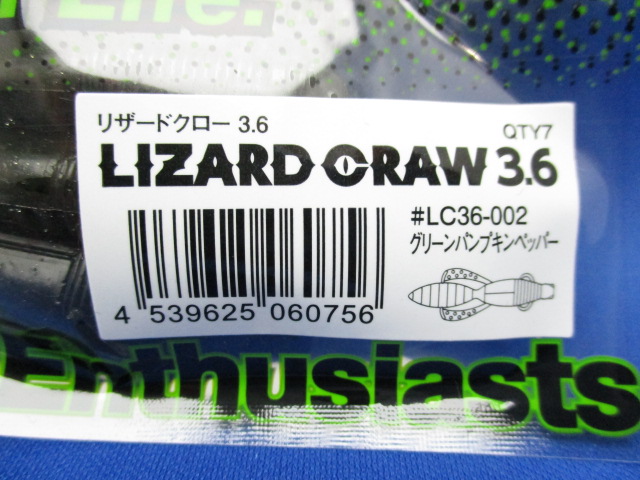 Life.
リザードクロー 3.6
QTY7
LIZARD CRAW 3.6
#LC36-002
グリーンパンプキンペッパー
4 539625 060756
Enthusiasts